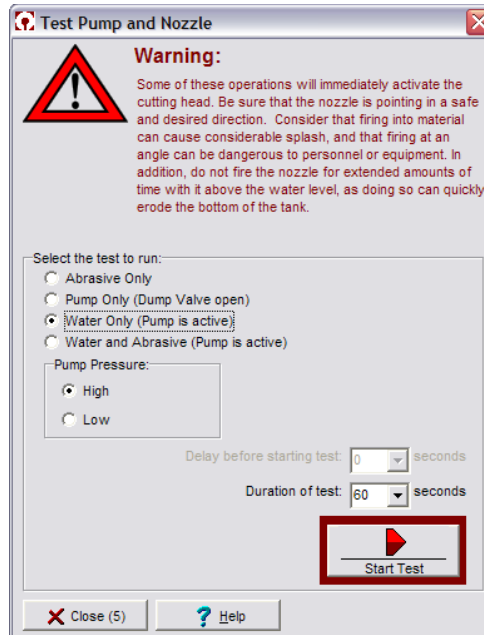 Test Pump and Nozzle
Warning:
Some of these operations will immediately activate the
cutting head. Be sure that the nozzle is pointing in a safe
and desired direction. Consider that firing into material
can cause considerable splash, and that firing at an
angle can be dangerous to personnel or equipment. In
addition, do not fire the nozzle for extended amounts of
time with it above the water level, as doing so can quickly
erode the bottom of the tank.
Select the test to run:
Abrasive Only
Pump Only (Dump Valve open)
Water Only (Pump is active)
Water and Abrasive (Pump is active)
Pump Pressure:
High
Low
Delay before starting test: 0 seconds
Duration of test: 60 seconds
Start Test
Close (5) Help